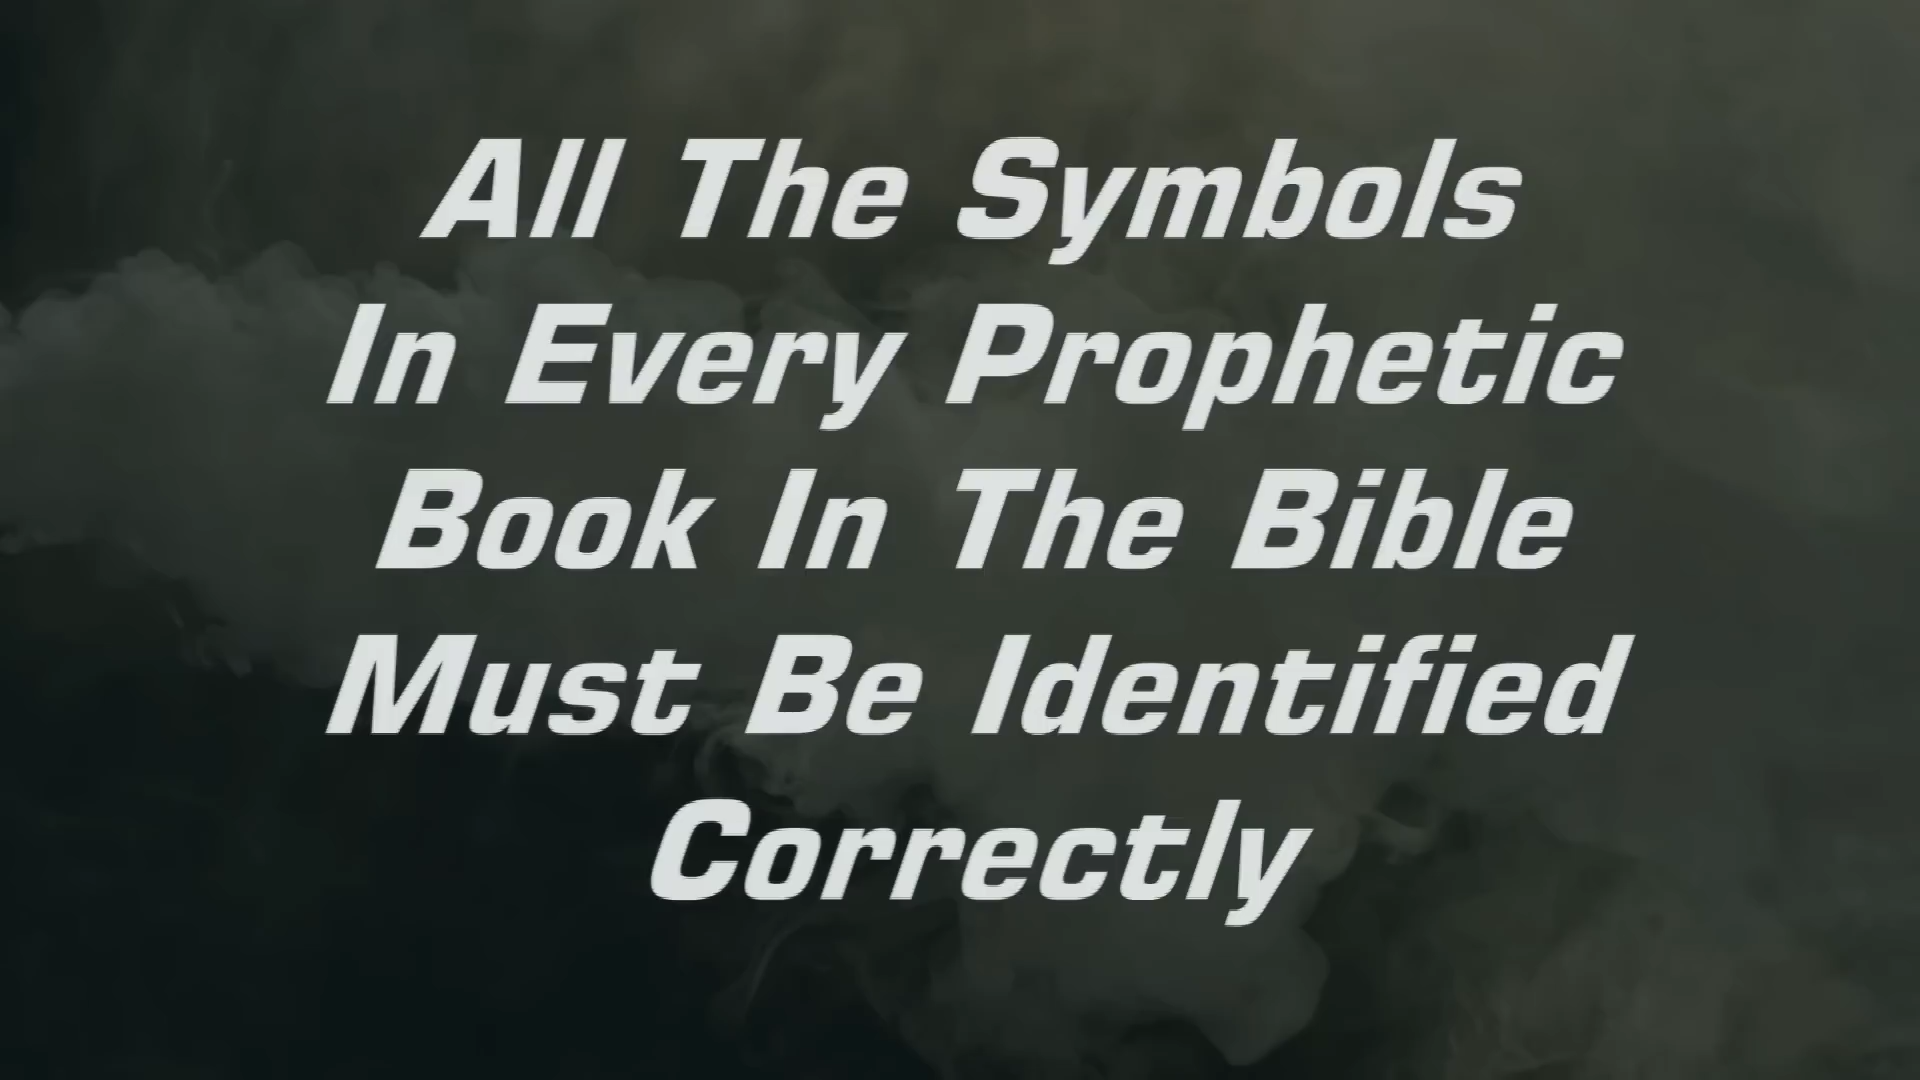 All The Symbols
In Every Prophetic
Book In The Bible
Must Be Identified
Correctly